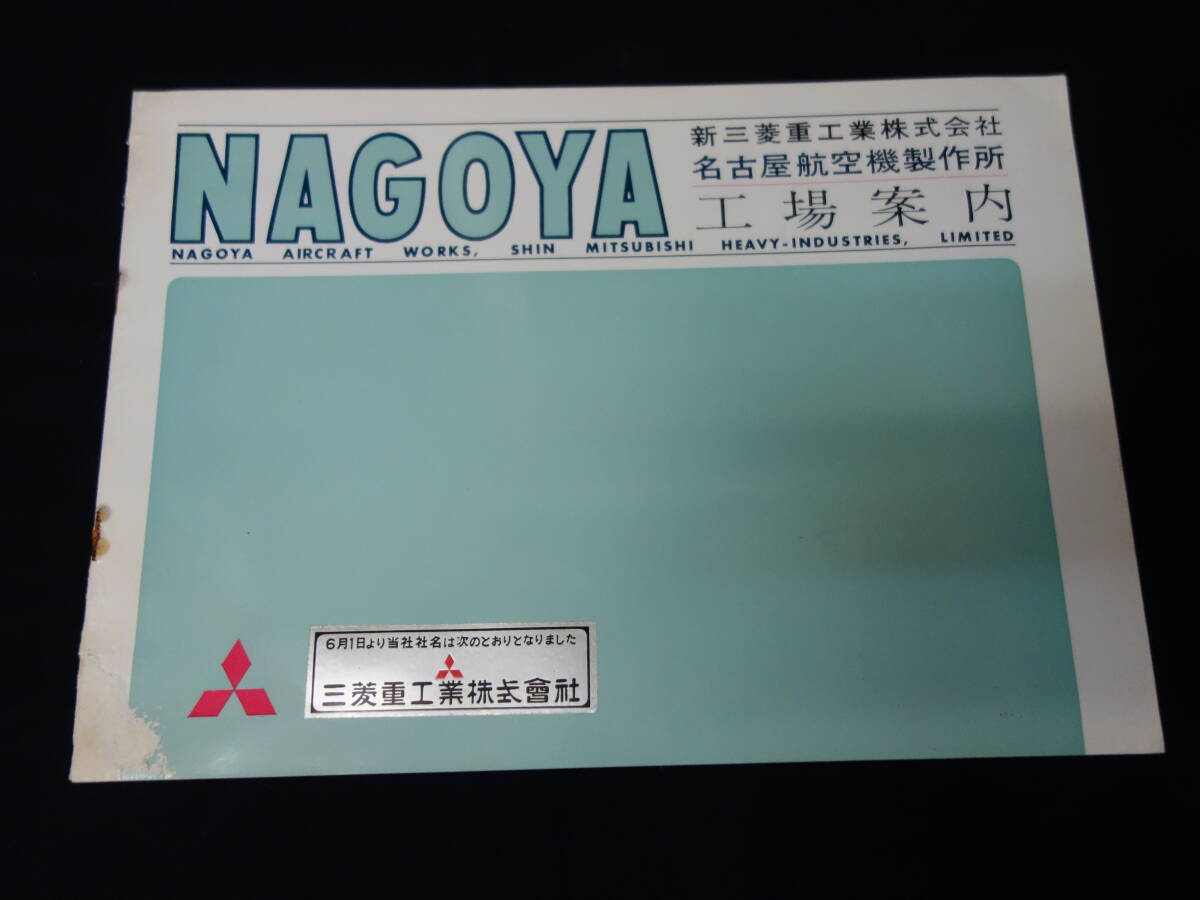 NAGOYA
新三菱重工業株式会社
名古屋航空機製作所
工場案内
NAGOYA AIRCRAFT WORKS, SHIN MITSUBISHI HEAVY-INDUSTRIES, LIMITED
6月1日より当社社名は次のとおりとなりました
三菱重工業株式會社